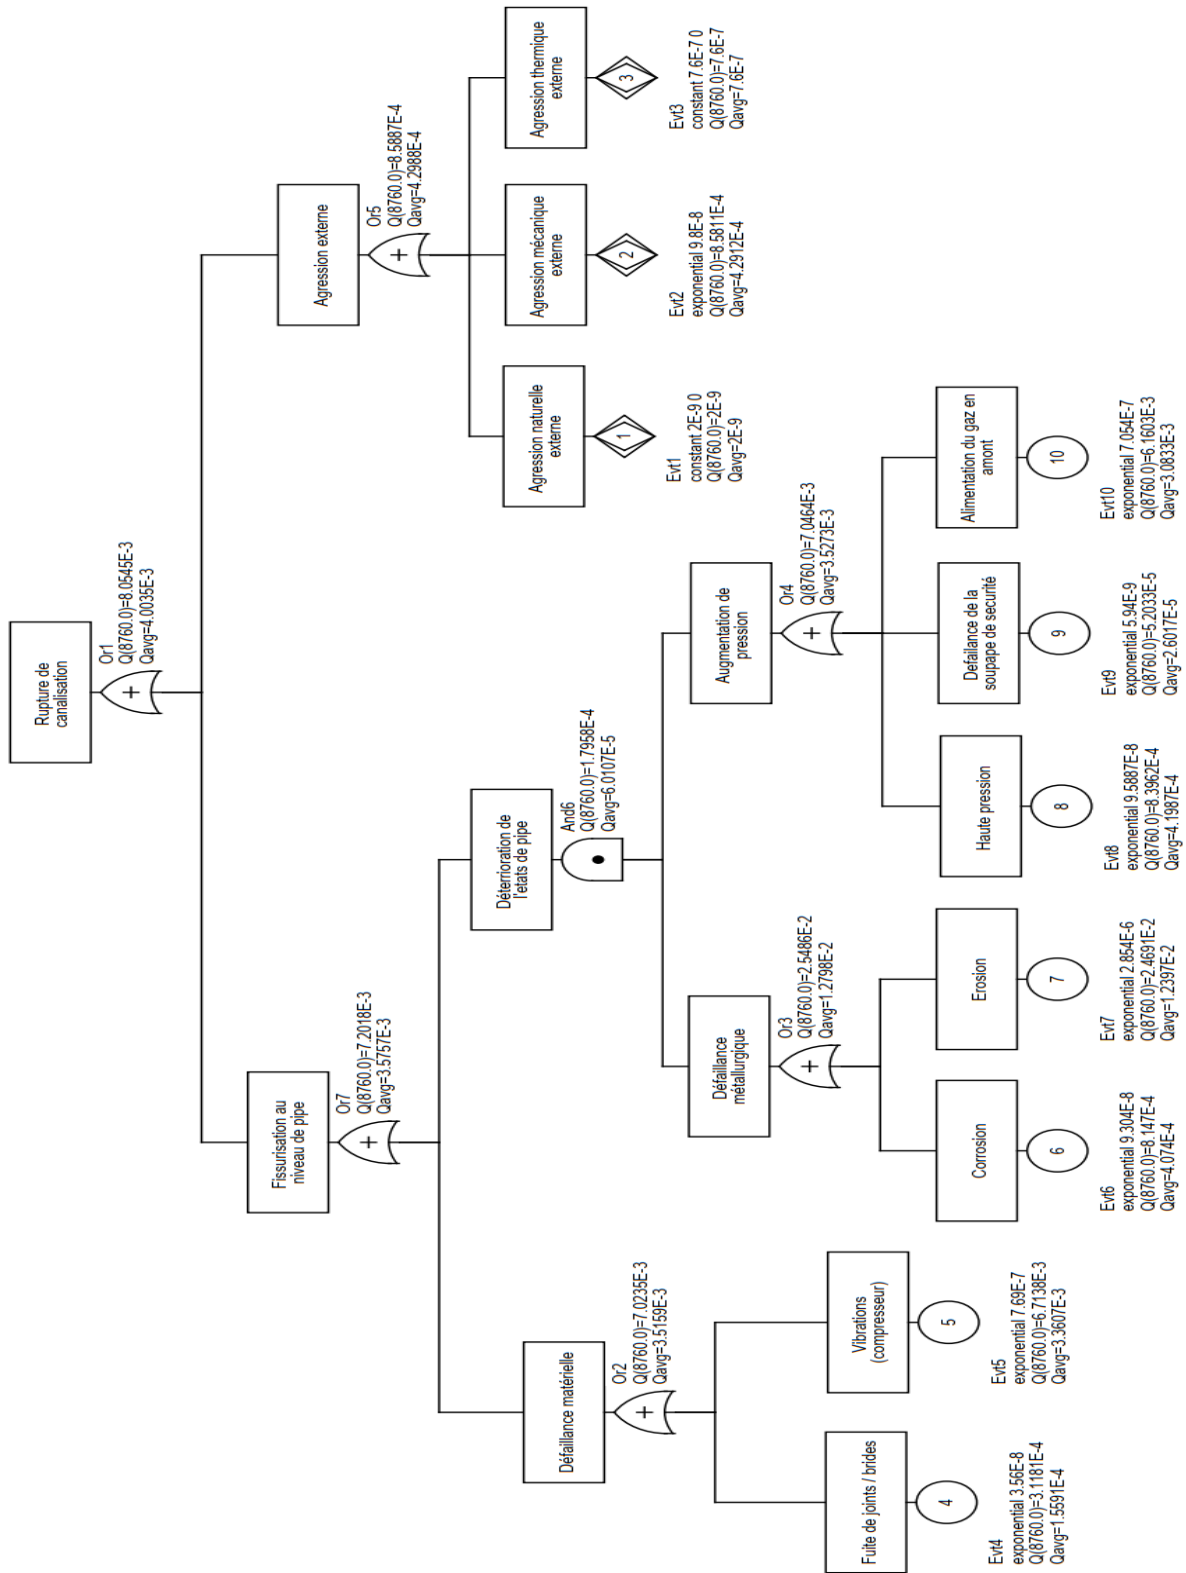 Rupture de
canalisation
Or1
Q(8760.0)=8.0545E-3
Qavg=4.0035E-3
Fissurisation au
niveau de pipe
Or7
Q(8760.0)=7.2018E-3
Qavg=3.5757E-3
Agression externe
Or5
Q(8760.0)=8.5887E-4
Qavg=4.2988E-4
Défaillance matérielle
Or2
Q(8760.0)=7.0235E-3
Qavg=3.5159E-3
Déterrioration de
l'etats de pipe
And6
Q(8760.0)=1.7958E-4
Qavg=6.0107E-5
Agression naturelle
externe
1
Evt1
constant 2E-9 0
Q(8760.0)=2E-9
Qavg=2E-9
Agression mécanique
externe
2
Evt2
exponential 9.8E-8
Q(8760.0)=8.5811E-4
Qavg=4.2912E-4
Agression thermique
externe
3
Evt3
constant 7.6E-7 0
Q(8760.0)=7.6E-7
Qavg=7.6E-7
Défaillance
métallurgique
Or3
Q(8760.0)=2.5486E-2
Qavg=1.2798E-2
Augmentation de
pression
Or4
Q(8760.0)=7.0464E-3
Qavg=3.5273E-3
Fuite de joints / brides
4
Evt4
exponential 3.56E-8
Q(8760.0)=3.1181E-4
Qavg=1.5591E-4
Vibrations
(compresseur)
5
Evt5
exponential 7.69E-7
Q(8760.0)=6.7138E-3
Qavg=3.3607E-3
Corrosion
6
Evt6
exponential 9.304E-8
Q(8760.0)=8.147E-4
Qavg=4.074E-4
Erosion
7
Evt7
exponential 2.854E-6
Q(8760.0)=2.4691E-2
Qavg=1.2397E-2
Haute pression
8
Evt8
exponential 9.5887E-8
Q(8760.0)=8.3962E-4
Qavg=4.1987E-4
Defaillance de la
soupape de securité
9
Evt9
exponential 5.94E-9
Q(8760.0)=5.2033E-5
Qavg=2.6017E-5
Alimentation du gaz en
amont
10
Evt10
exponential 7.054E-7
Q(8760.0)=6.1603E-3
Qavg=3.0833E-3